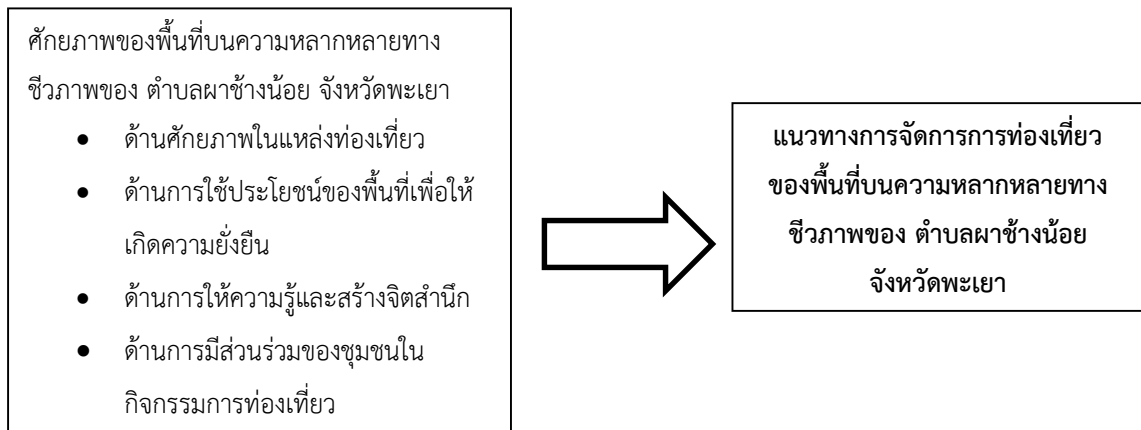 ศักยภาพของพื้นที่บนความหลากหลายทาง
ชีวภาพของ ตำบลผาช้างน้อย จังหวัดพะเยา
● ด้านศักยภาพในแหล่งท่องเที่ยว
● ด้านการใช้ประโยชน์ของพื้นที่เพื่อให้
เกิดความยั่งยืน
● ด้านการให้ความรู้และสร้างจิตสำนึก
● ด้านการมีส่วนร่วมของชุมชนใน
กิจกรรมการท่องเที่ยว
แนวทางการจัดการการท่องเที่ยว
ของพื้นที่บนความหลากหลายทาง
ชีวภาพของ ตำบลผาช้างน้อย
จังหวัดพะเยา